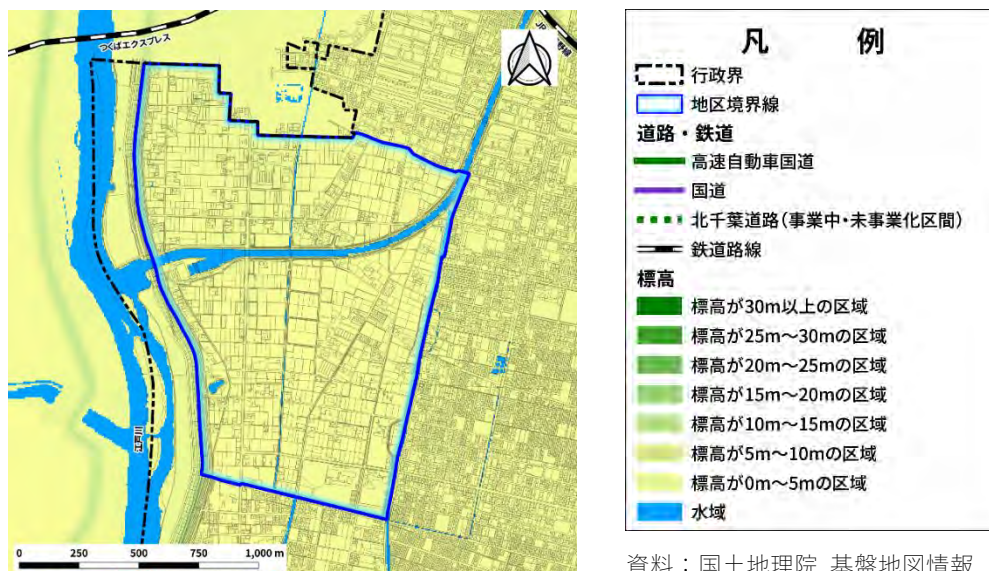 つくばエクスプレス
江戸川
0 250 500 750 1,000 m
凡 例
行政界
地区境界線
道路・鉄道
高速自動車国道
国道
北千葉道路(事業中・未事業化区間)
鉄道路線
標高
標高が30m以上の区域
標高が25m～30mの区域
標高が20m～25mの区域
標高が15m～20mの区域
標高が10m～15mの区域
標高が5m～10mの区域
標高が0m～5mの区域
水域
資料:国土地理院 基盤地図情報